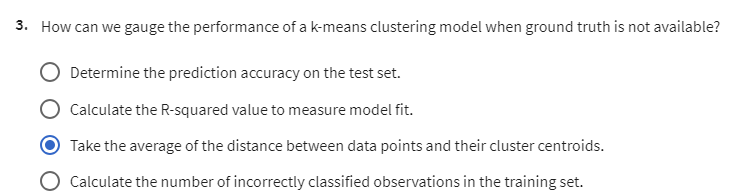 3. How can we gauge the performance of a k-means clustering model when ground truth is not available?
Determine the prediction accuracy on the test set.
Calculate the R-squared value to measure model fit.
Take the average of the distance between data points and their cluster centroids.
Calculate the number of incorrectly classified observations in the training set.